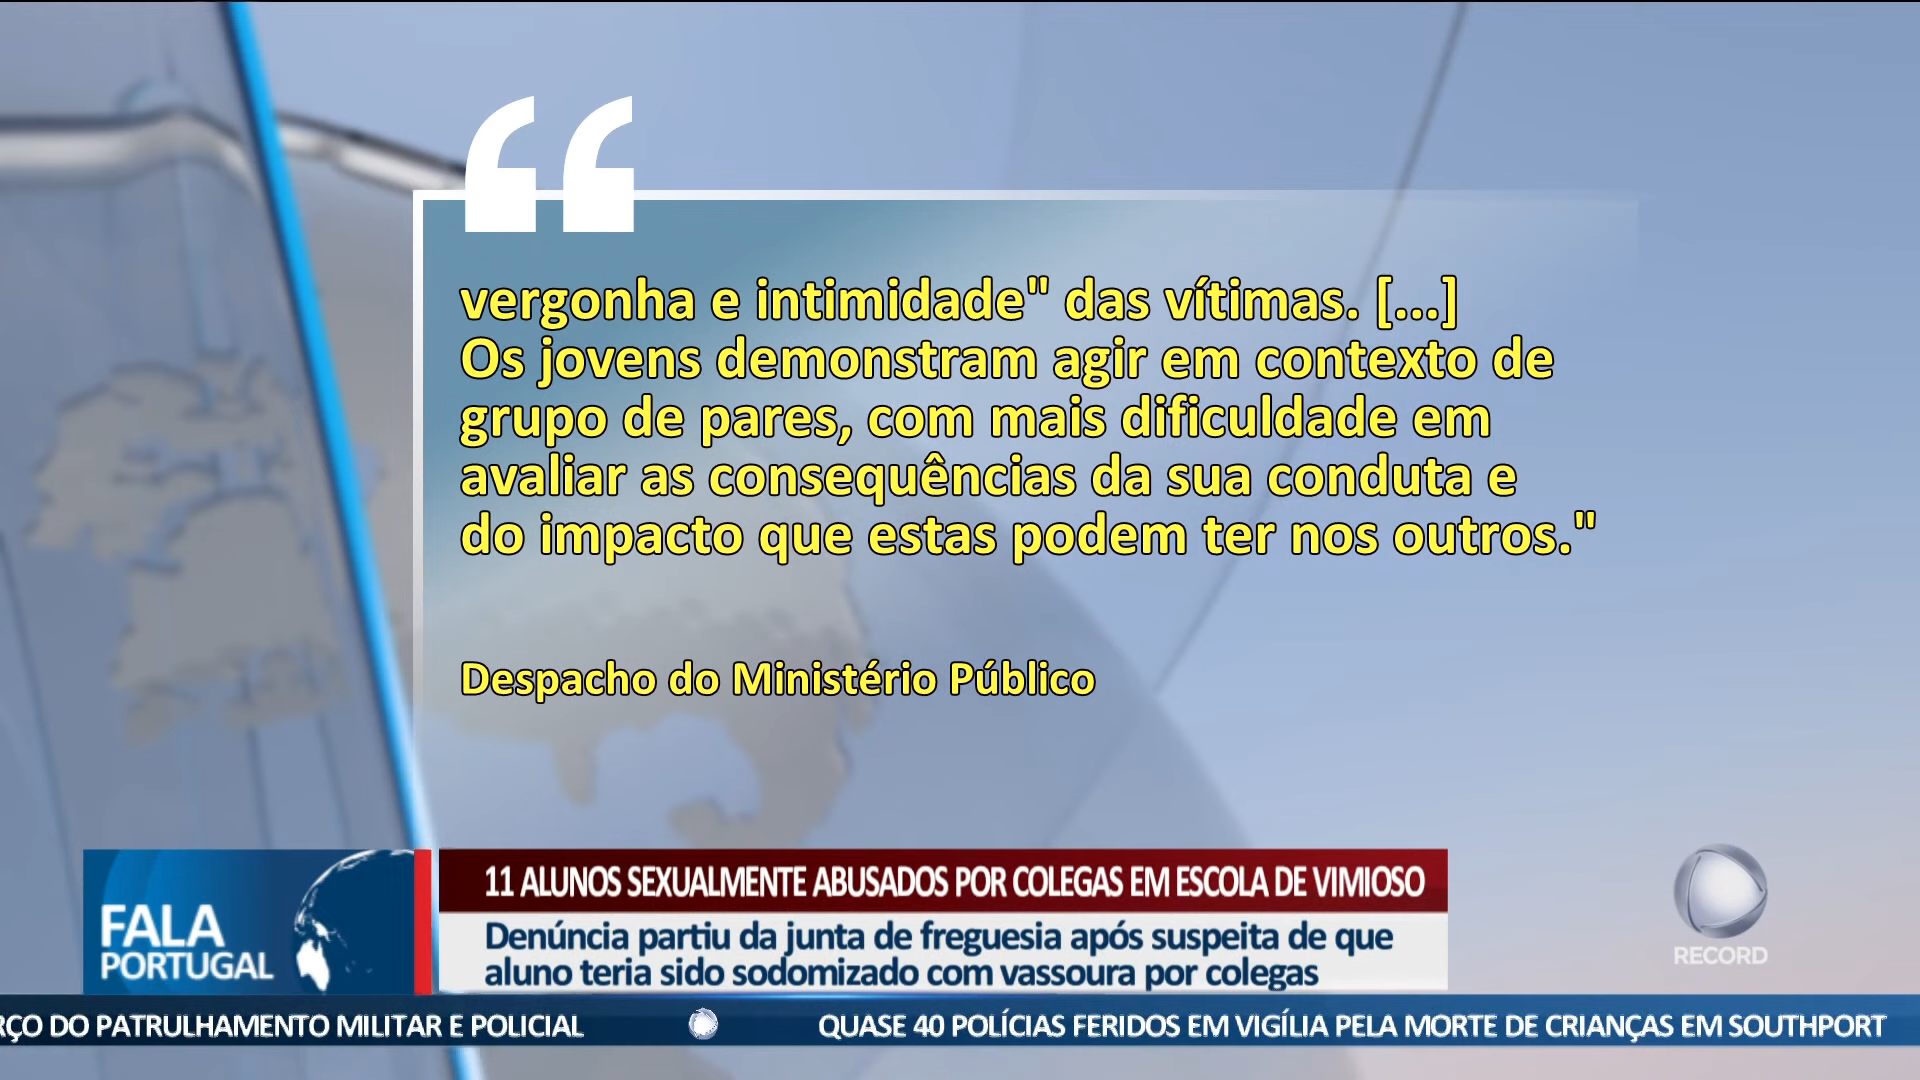 “
vergonha e intimidade" das vítimas. [...]
Os jovens demonstram agir em contexto de
grupo de pares, com mais dificuldade em
avaliar as consequências da sua conduta e
do impacto que estas podem ter nos outros."
Despacho do Ministério Público
11 ALUNOS SEXUALMENTE ABUSADOS POR COLEGAS EM ESCOLA DE VIMIOSO
Denúncia partiu da junta de freguesia após suspeita de que
aluno teria sido sodomizado com vassoura por colegas
FALA
PORTUGAL
RECORD
RÇO DO PATRULHAMENTO MILITAR E POLICIAL
QUASE 40 POLÍCIAS FERIDOS EM VIGÍLIA PELA MORTE DE CRIANÇAS EM SOUTHPORT